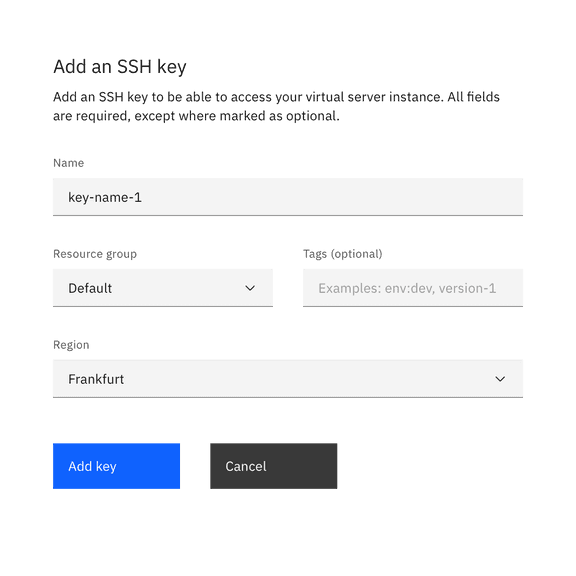 Add an SSH key
Add an SSH key to be able to access your virtual server instance. All fields
are required, except where marked as optional.
Name
key-name-1
Resource group
Tags (optional)
Default
Examples: env:dev, version-1
Region
Frankfurt
Add key
Cancel